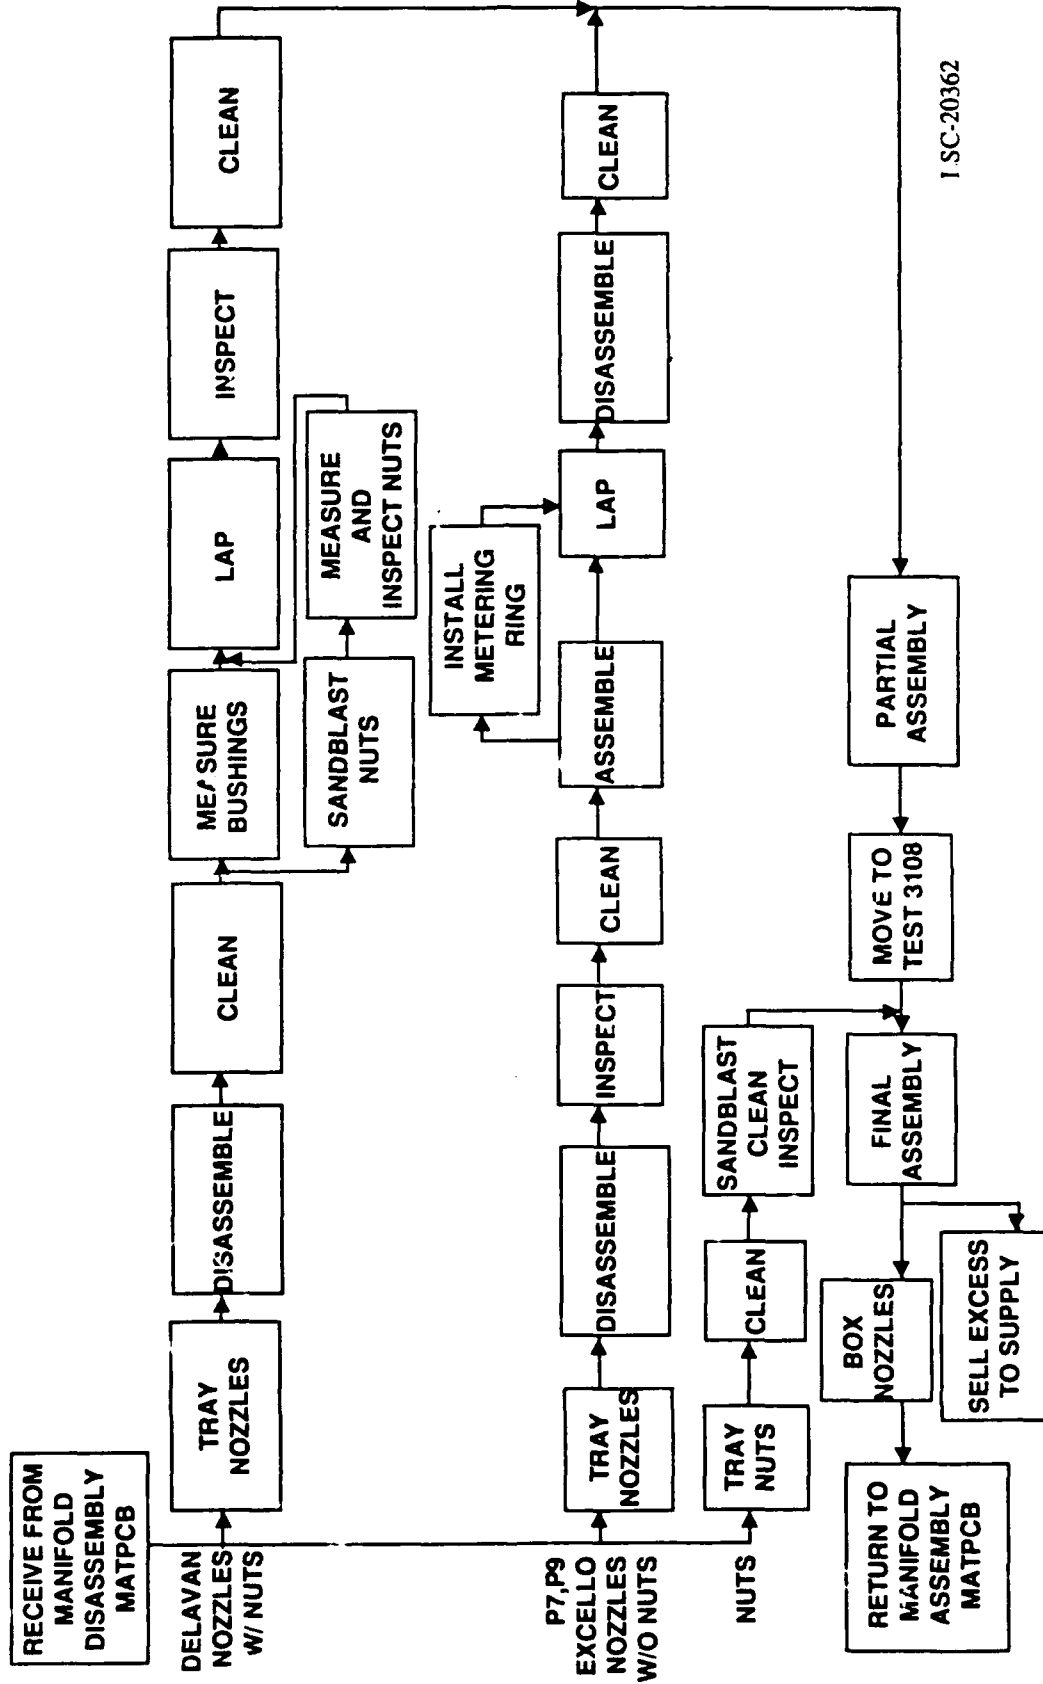 RECEIVE FROM
MANIFOLD
DISASSEMBLY
MATPCB
DELAVAN
NOZZLES
W/ NUTS
TRAY
NOZZLES
DISASSEMBLE
CLEAN
MEASURE
BUSHINGS
LAP
INSPECT
CLEAN
SANDBLAST
NUTS
MEASURE
AND
INSPECT NUTS
P7,P9
EXCELLO
NOZZLES
W/O NUTS
TRAY
NOZZLES
DISASSEMBLE
INSPECT
CLEAN
ASSEMBLE
INSTALL
METERING
RING
LAP
DISASSEMBLE
CLEAN
NUTS
TRAY
NUTS
CLEAN
SANDBLAST
CLEAN
INSPECT
RETURN TO
MANIFOLD
ASSEMBLY
MATPCB
BOX
NOZZLES
FINAL
ASSEMBLY
MOVE TO
TEST 3108
PARTIAL
ASSEMBLY
SELL EXCESS
TO SUPPLY
LSC-20362